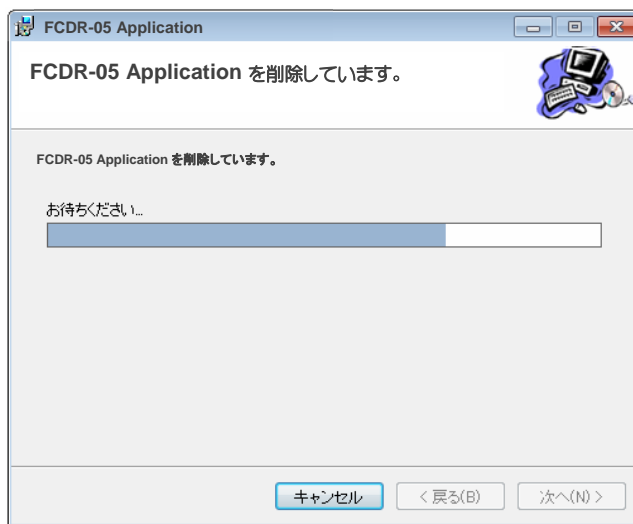 FCDR-05 Application
FCDR-05 Application を削除しています。
FCDR-05 Application を削除しています。
お待ちください...
キャンセル
< 戻る(B)
次へ(N) >